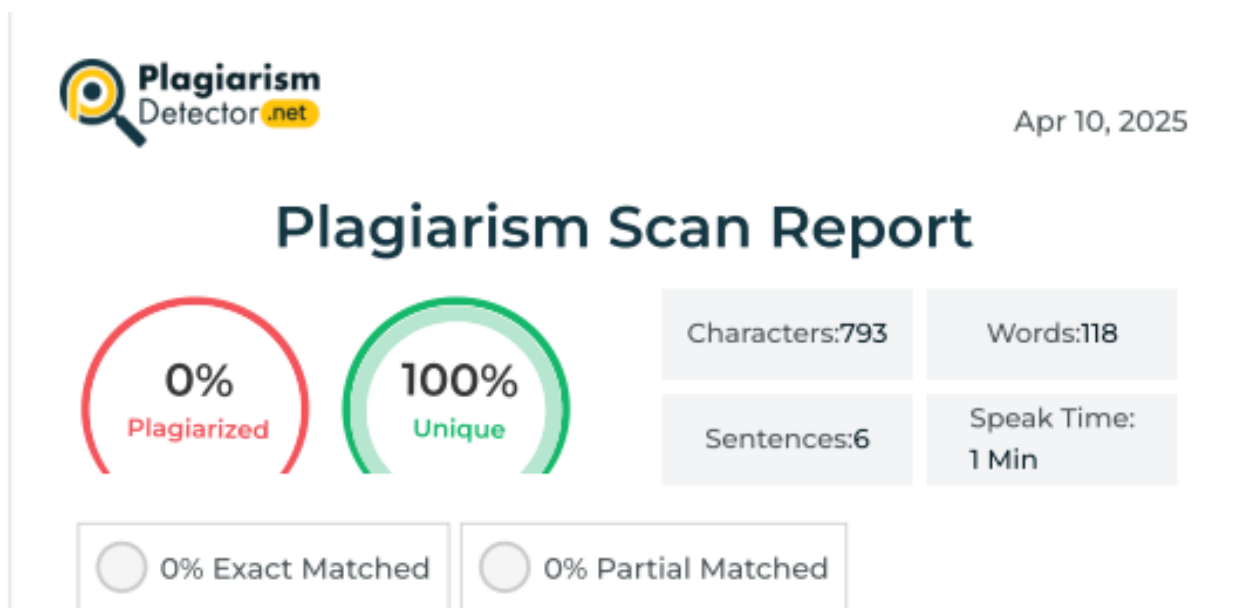 Plagiarism
Detector.net
Apr 10, 2025
Plagiarism Scan Report
0%
Plagiarized
100%
Unique
Characters:793
Words:118
Sentences:6
Speak Time:
1 Min
0% Exact Matched
0% Partial Matched